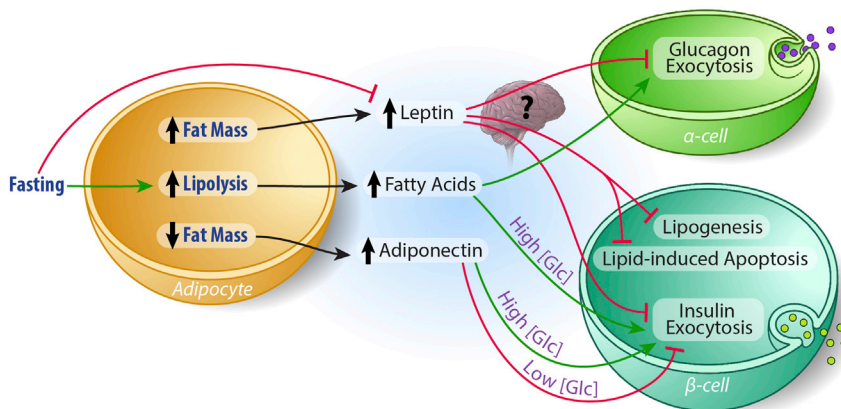 Glucagon
Exocytosis
α-cell
?
Leptin
Fat Mass
Fasting
Lipolysis
Fatty Acids
Fat Mass
Adiponectin
Adipocyte
High [Glc]
High [Glc]
Low [Glc]
Lipogenesis
Lipid-induced Apoptosis
Insulin
Exocytosis
β-cell